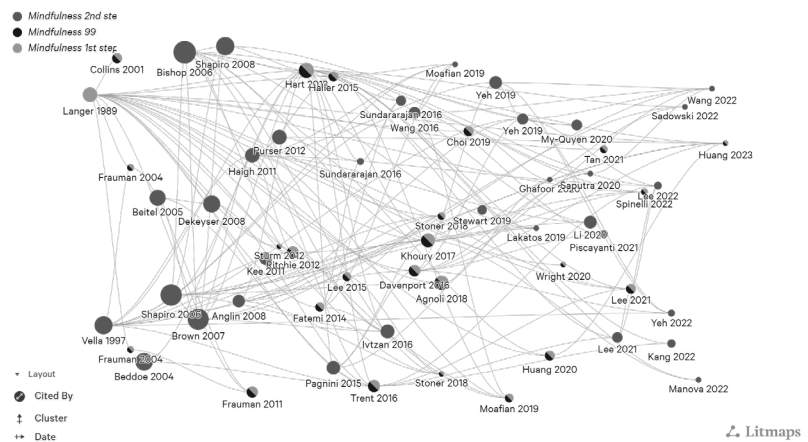 Mindfulness 2nd ste
Mindfulness 99
Mindfulness 1st ster
Collins 2001
Bishop 2006
Shapiro 2008
Hart 2013
Haller 2015
Moafian 2019
Langer 1989
Yeh 2019
Wang 2022
Sadowski 2022
Sundararajan 2016
Wang 2016
Yeh 2019
My-Quyen 2020
Choi 2019
Purser 2012
Haigh 2011
Tan 2021
Huang 2023
Frauman 2004
Sundararajan 2016
Ghafoor 2020
Saputra 2020
Lee 2022
Spinelli 2022
Beitel 2005
Dekeyser 2008
Stoner 2018
Stewart 2019
Lakatos 2019
Li 2020
Piscayanti 2021
Sturm 2012
Ritchie 2012
Kee 2011
Khoury 2017
Lee 2015
Davenport 2016
Agnoli 2018
Wright 2020
Lee 2021
Shapiro 2006
Anglin 2008
Fatemi 2014
Yeh 2022
Vella 1997
Brown 2007
Ivtzan 2016
Lee 2021
Kang 2022
Frauman 2004
Beddoe 2004
Huang 2020
Pagnini 2015
Stoner 2018
Manova 2022
Trent 2016
Frauman 2011
Moafian 2019
Layout
Cited By
Cluster
Date
Litmaps